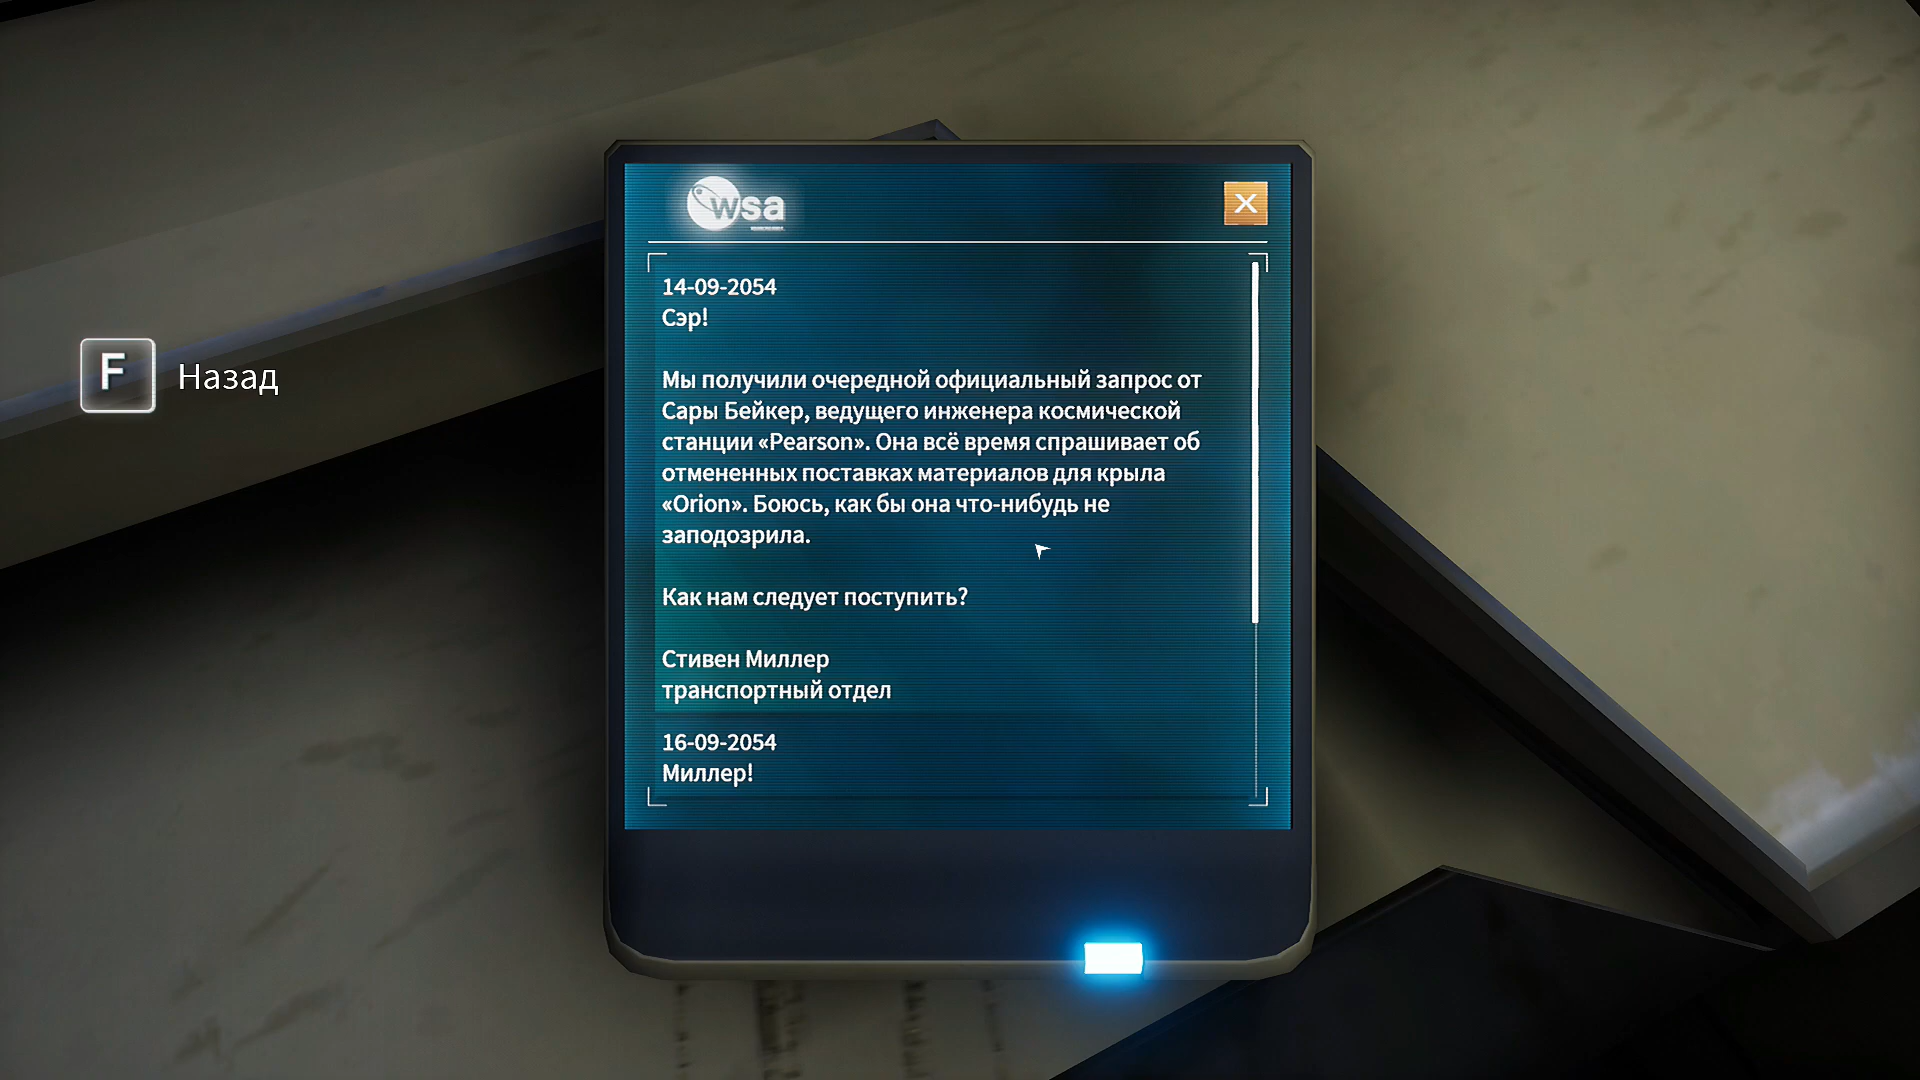 wsa
14-09-2054
Сэр!
Мы получили очередной официальный запрос от
Сары Бейкер, ведущего инженера космической
станции «Pearson». Она всё время спрашивает об
отмененных поставках материалов для крыла
«Orion». Боюсь, как бы она что-нибудь не
заподозрила.
Как нам следует поступить?
Стивен Миллер
транспортный отдел
16-09-2054
Миллер!
F Назад